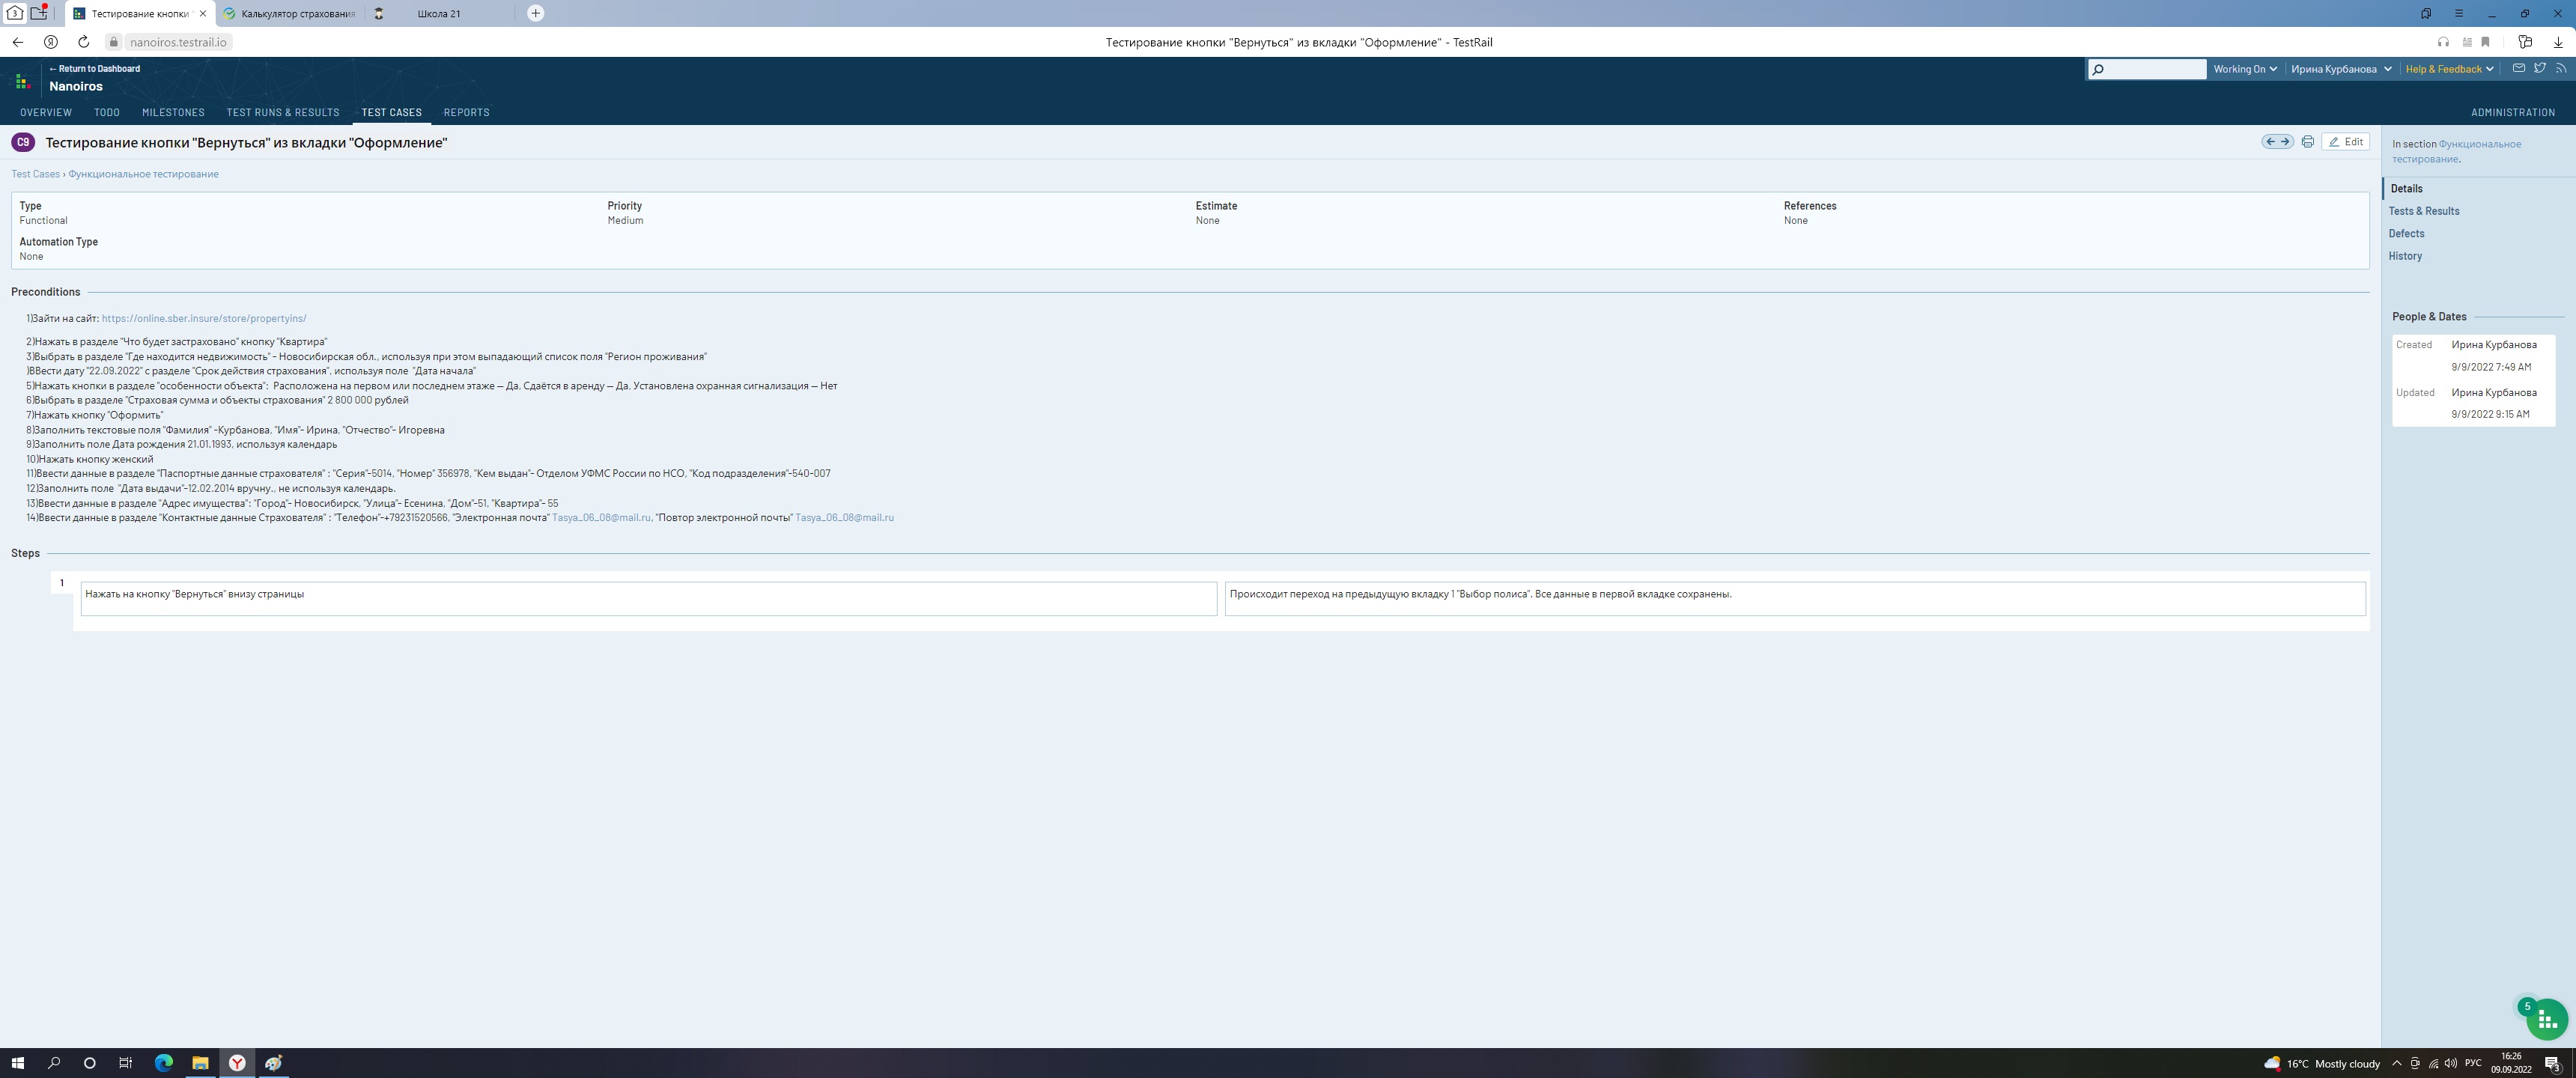 3
Тестирование кнопки "
Калькулятор страхования
Школа 21
nanoiros.testrail.io
Тестирование кнопки "Вернуться" из вкладки "Оформление" - TestRail
← Return to Dashboard
Nanoiros
Working On
Ирина Курбанова
Help & Feedback
OVERVIEW
TODO
MILESTONES
TEST RUNS & RESULTS
TEST CASES
REPORTS
ADMINISTRATION
C9
Тестирование кнопки "Вернуться" из вкладки "Оформление"
Edit
Test Cases › Функциональное тестирование
Type
Functional
Priority
Medium
Estimate
None
References
None
Automation Type
None
Preconditions
1)Зайти на сайт: https://online.sber.insure/store/propertyins/
2)Нажать в разделе "Что будет застраховано" кнопку "Квартира"
3)Выбрать в разделе "Где находится недвижимость" - Новосибирская обл., используя при этом выпадающий список поля "Регион проживания"
)ВВести дату "22.09.2022" с разделе "Срок действия страхования", используя поле "Дата начала"
5)Нажать кнопки в разделе "особенности объекта": Расположена на первом или последнем этаже — Да, Сдаётся в аренду — Да, Установлена охранная сигнализация — Нет
6)Выбрать в разделе "Страховая сумма и объекты страхования" 2 800 000 рублей
7)Нажать кнопку "Оформить"
8)Заполнить текстовые поля "Фамилия" -Курбанова, "Имя"- Ирина, "Отчество"- Игоревна
9)Заполнить поле Дата рождения 21.01.1993, используя календарь
10)Нажать кнопку женский
11)Ввести данные в разделе "Паспортные данные страхователя" : "Серия"-5014, "Номер" 356978, "Кем выдан"- Отделом УФМС России по НСО, "Код подразделения"-540-007
12)Заполнить поле "Дата выдачи"-12.02.2014 вручну., не используя календарь.
13)Ввести данные в разделе "Адрес имущества": "Город"- Новосибирск, "Улица"- Есенина, "Дом"-51, "Квартира"- 55
14)Ввести данные в разделе "Контактные данные Страхователя" : "Телефон"-+79231520566, "Электронная почта" Tasya_06_08@mail.ru, "Повтор электронной почты" Tasya_06_08@mail.ru
Steps
1
Нажать на кнопку "Вернуться" внизу страницы
Происходит переход на предыдущую вкладку 1 "Выбор полиса". Все данные в первой вкладке сохранены.
In section Функциональное
тестирование.
Details
Tests & Results
Defects
History
People & Dates
Created
Ирина Курбанова
9/9/2022 7:49 AM
Updated
Ирина Курбанова
9/9/2022 9:15 AM
5
16°C Mostly cloudy
РУС
16:26
09.09.2022
3